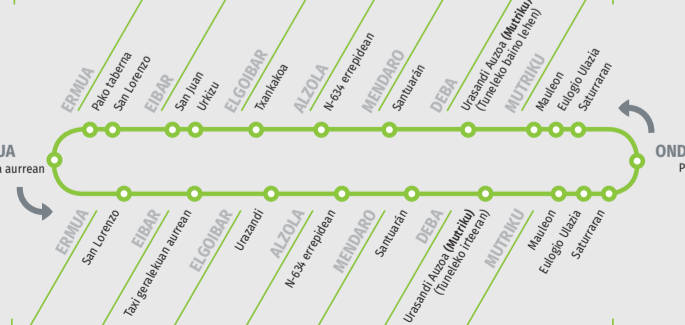 ERMUA
Pako taberna
San Lorenzo
EIBAR
San Juan
Urkizu
ELGOIBAR
Txankakoa
ALZOLA
N-634 errepidean
MENDARO
Santuarán
DEBA
Urasandi Auzoa (Mutriku)
(Tuneleko baino lehen)
MUTRIKU
Mauleon
Eulogio Ulazia
Saturraran
UA
aurrean
OND
P
ERMUA
San Lorenzo
EIBAR
Taxi geralekuan aurrean
ELGOIBAR
Urazandi
ALZOLA
N-634 errepidean
MENDARO
Santuarán
DEBA
Urasandi Auzoa (Mutriku)
(Tuneleko irteeran)
MUTRIKU
Mauleon
Eulogio Ulazia
Saturraran